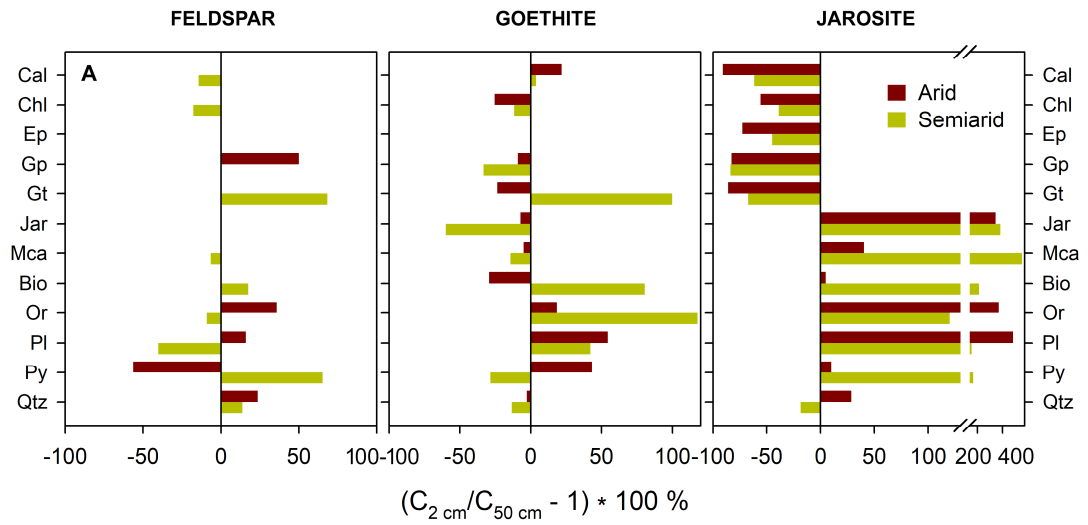 FELDSPAR GOETHITE JAROSITE
A
Cal Cal
Chl Arid Chl
Ep Semiarid Ep
Gp Gp
Gt Gt
Jar Jar
Mca Mca
Bio Bio
Or Or
Pl Pl
Py Py
Qtz Qtz
-100 -50 0 50 100 -100 -50 0 50 100 -100 -50 0 50 100 200 400
(C2 cm/C50 cm - 1) * 100 %